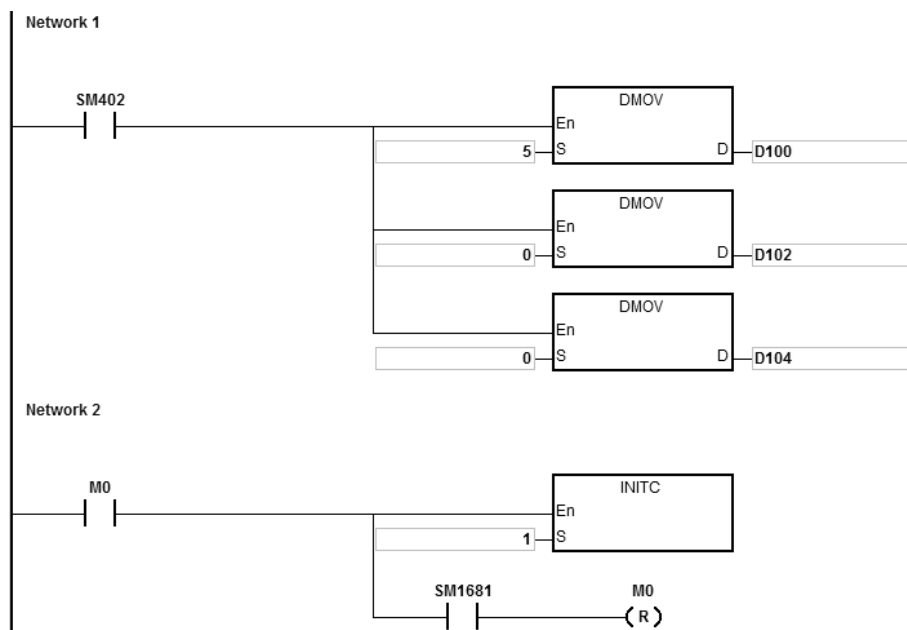 Network 1
SM402
DMOV
En
5 S D D100
DMOV
En
0 S D D102
DMOV
En
0 S D D104
Network 2
M0
INITC
En
1 S
SM1681 M0
R